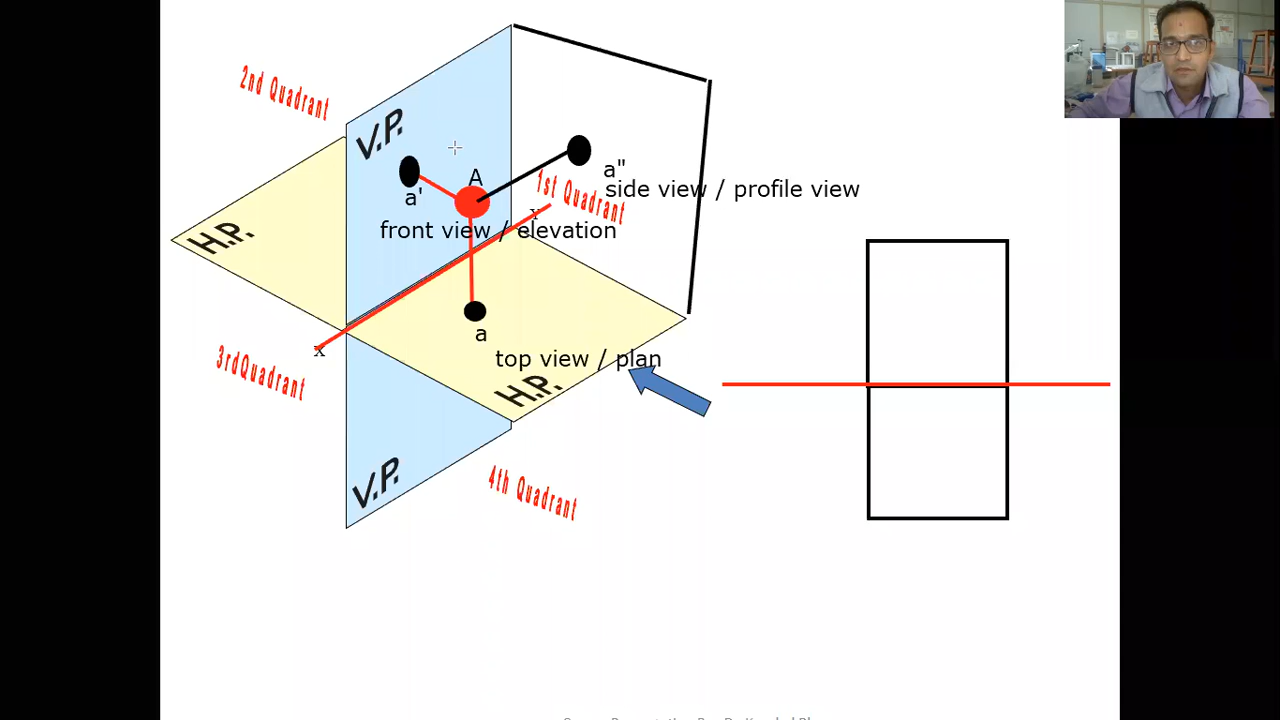 2nd Quadrant
V.P.
A
a'
a"
1st Quadrant
side view / profile view
x
front view / elevation
H.P.
a
x
3rdQuadrant
top view / plan
H.P.
V.P.
4th Quadrant